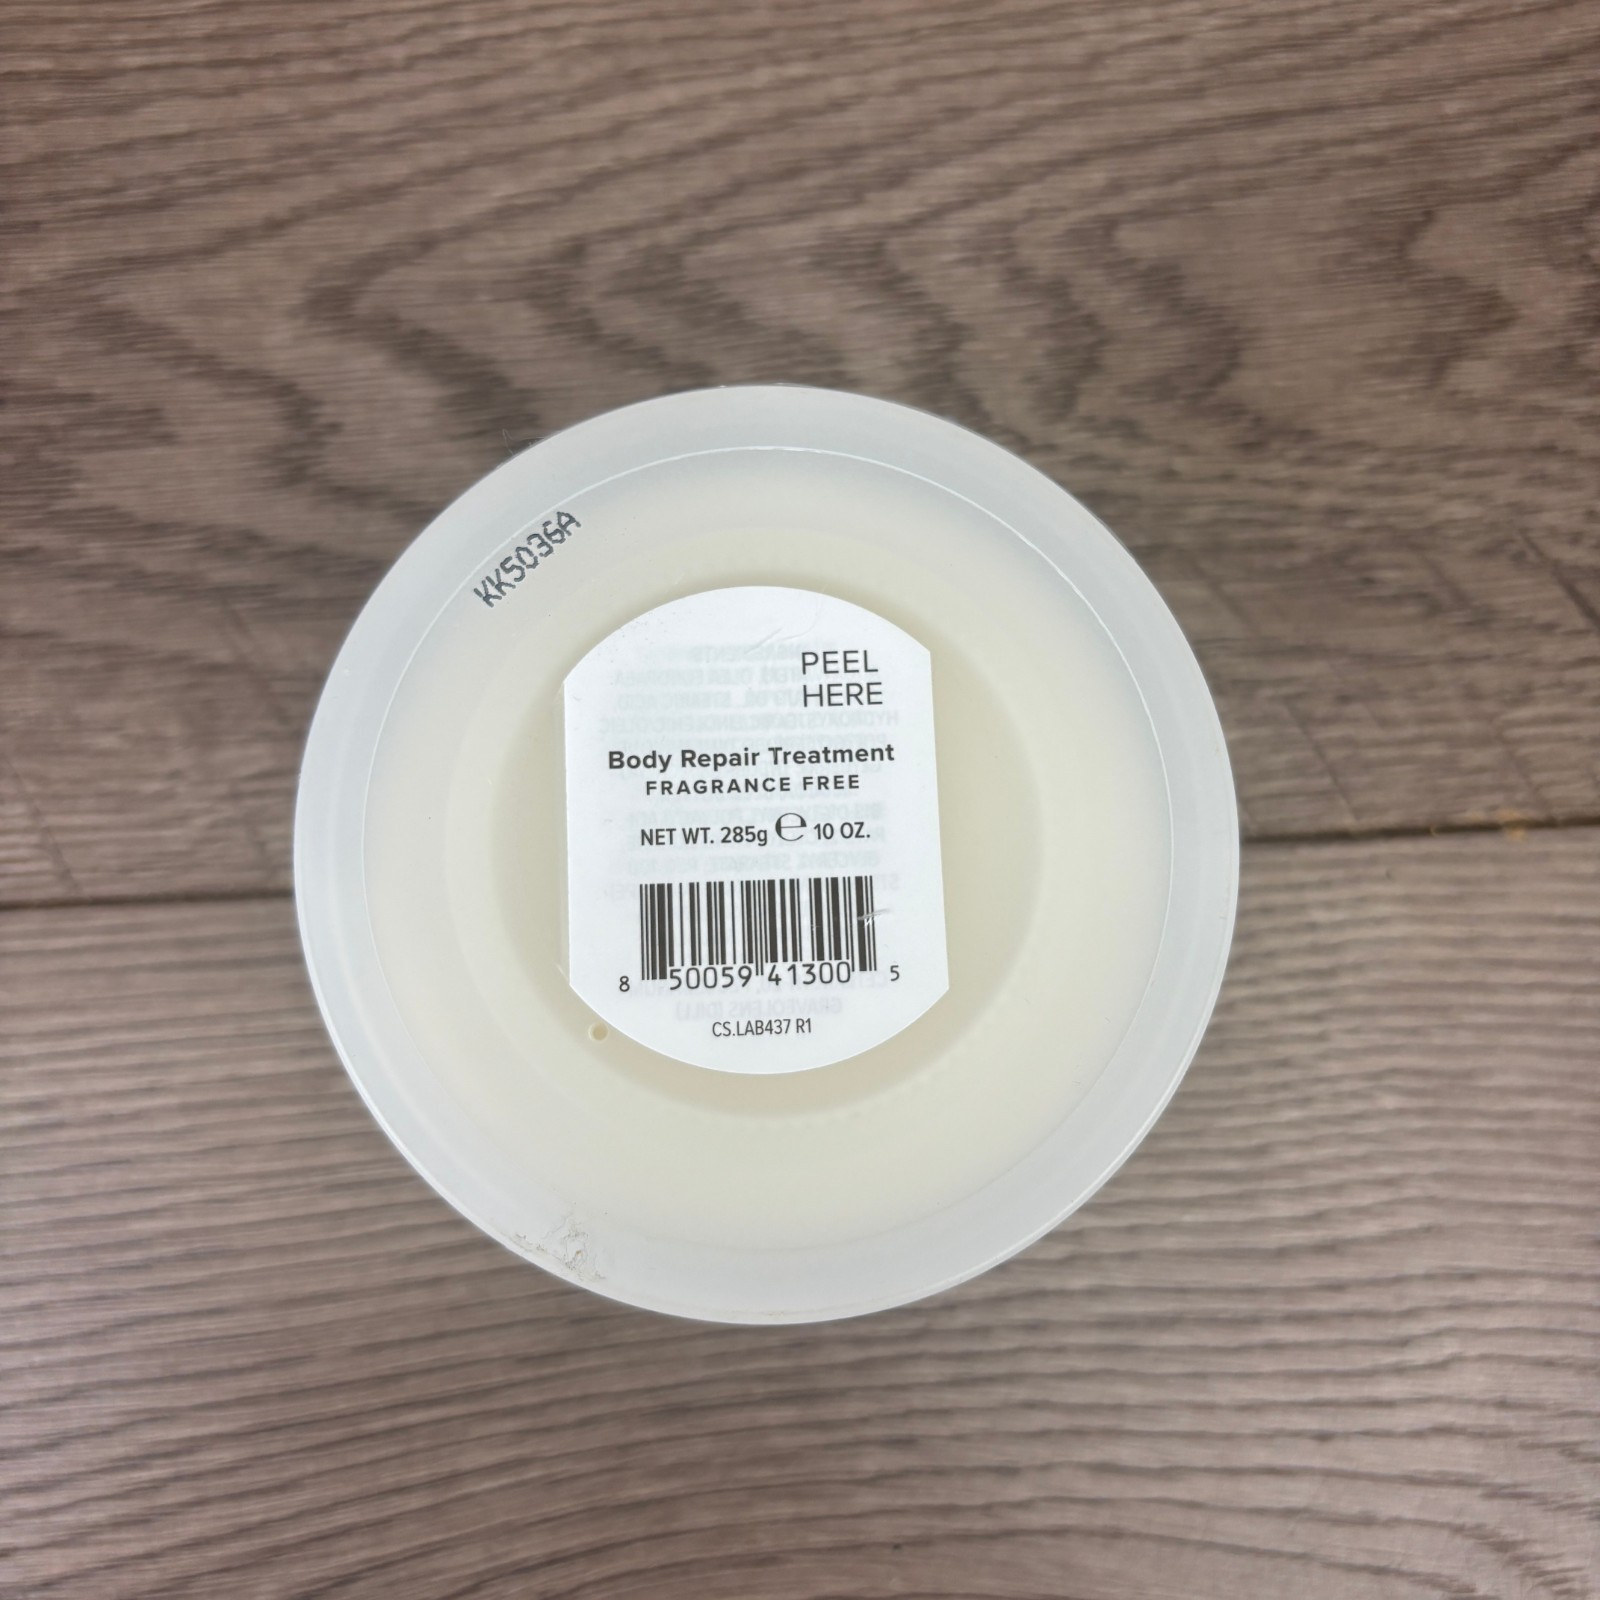 KK5036A
PEEL
HERE
Body Repair Treatment
FRAGRANCE FREE
NET WT. 285g ℮ 10 OZ.
8 50059 41300 5
CS.LAB437 R1